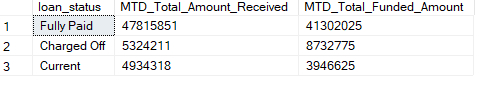 loan_status MTD_Total_Amount_Received MTD_Total_Funded_Amount
1 Fully Paid 47815851 41302025
2 Charged Off 5324211 8732775
3 Current 4934318 3946625